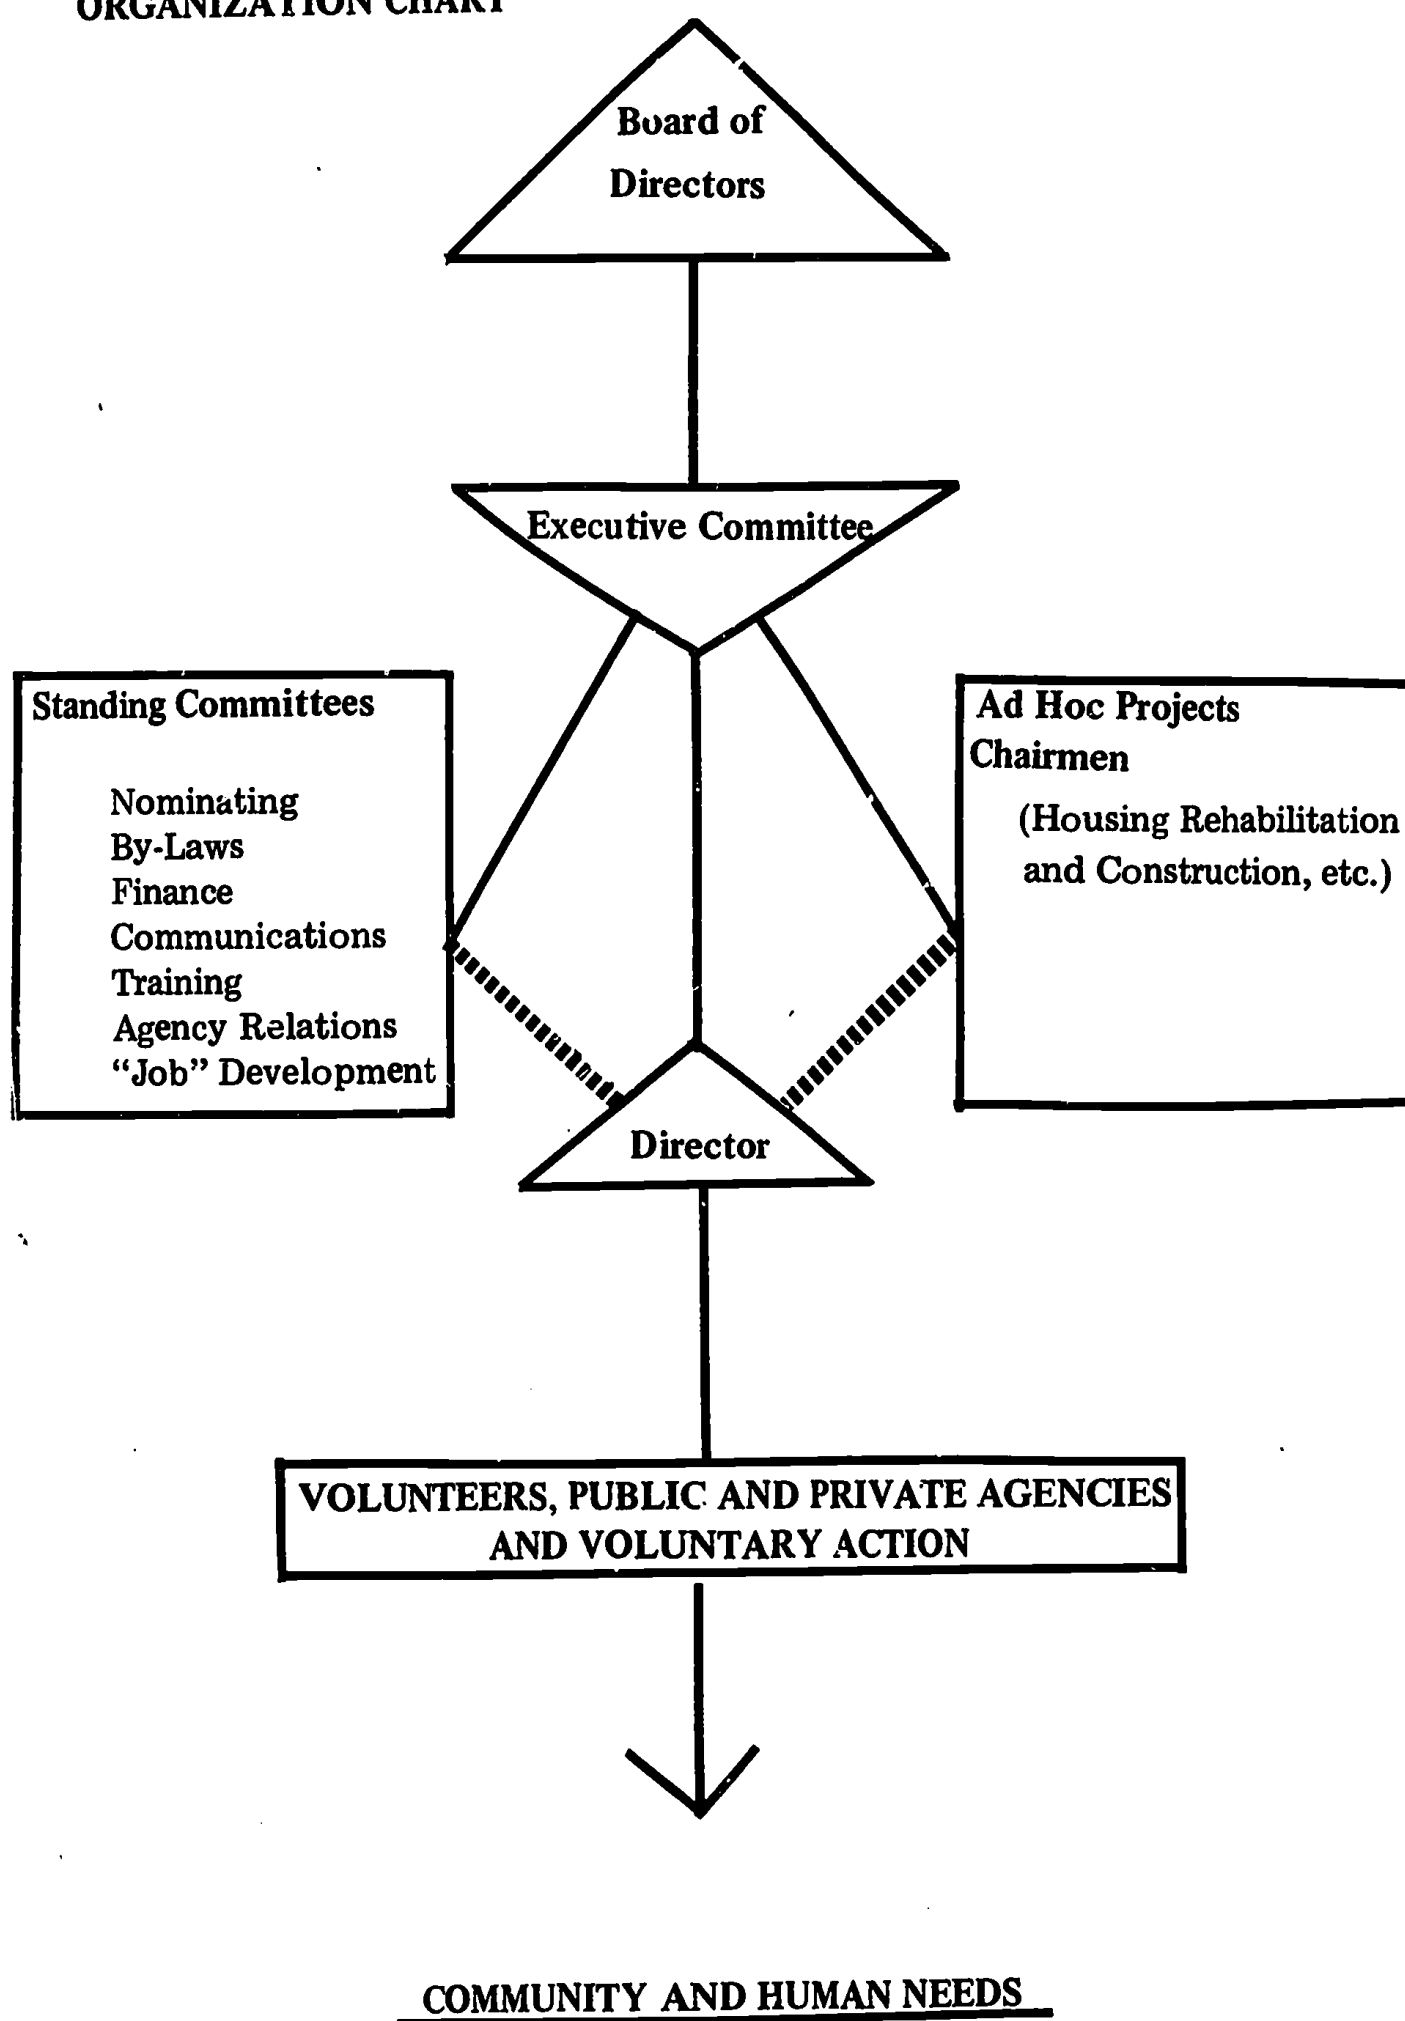 ORGANIZATION CHART
Board of
Directors
Executive Committee
Standing Committees
Nominating
By-Laws
Finance
Communications
Training
Agency Relations
“Job” Development
Ad Hoc Projects
Chairmen
(Housing Rehabilitation
and Construction, etc.)
Director
VOLUNTEERS, PUBLIC AND PRIVATE AGENCIES
AND VOLUNTARY ACTION
COMMUNITY AND HUMAN NEEDS